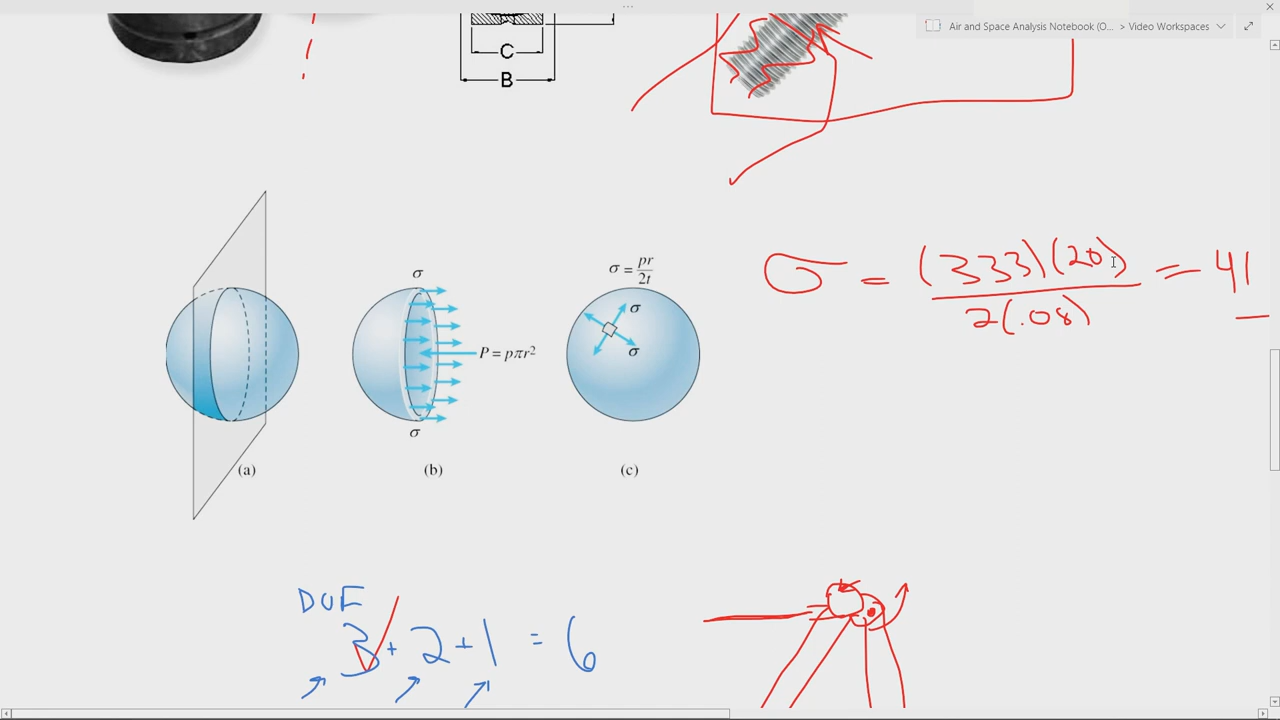 Air and Space Analysis Notebook (O... > Video Workspaces
C
B
σ = (333)(20) / 2(.08) = 41
σ
σ = pr/2t
σ
P = pπr²
σ
σ
(a) (b) (c)
DOF
3 + 2 + 1 = 6